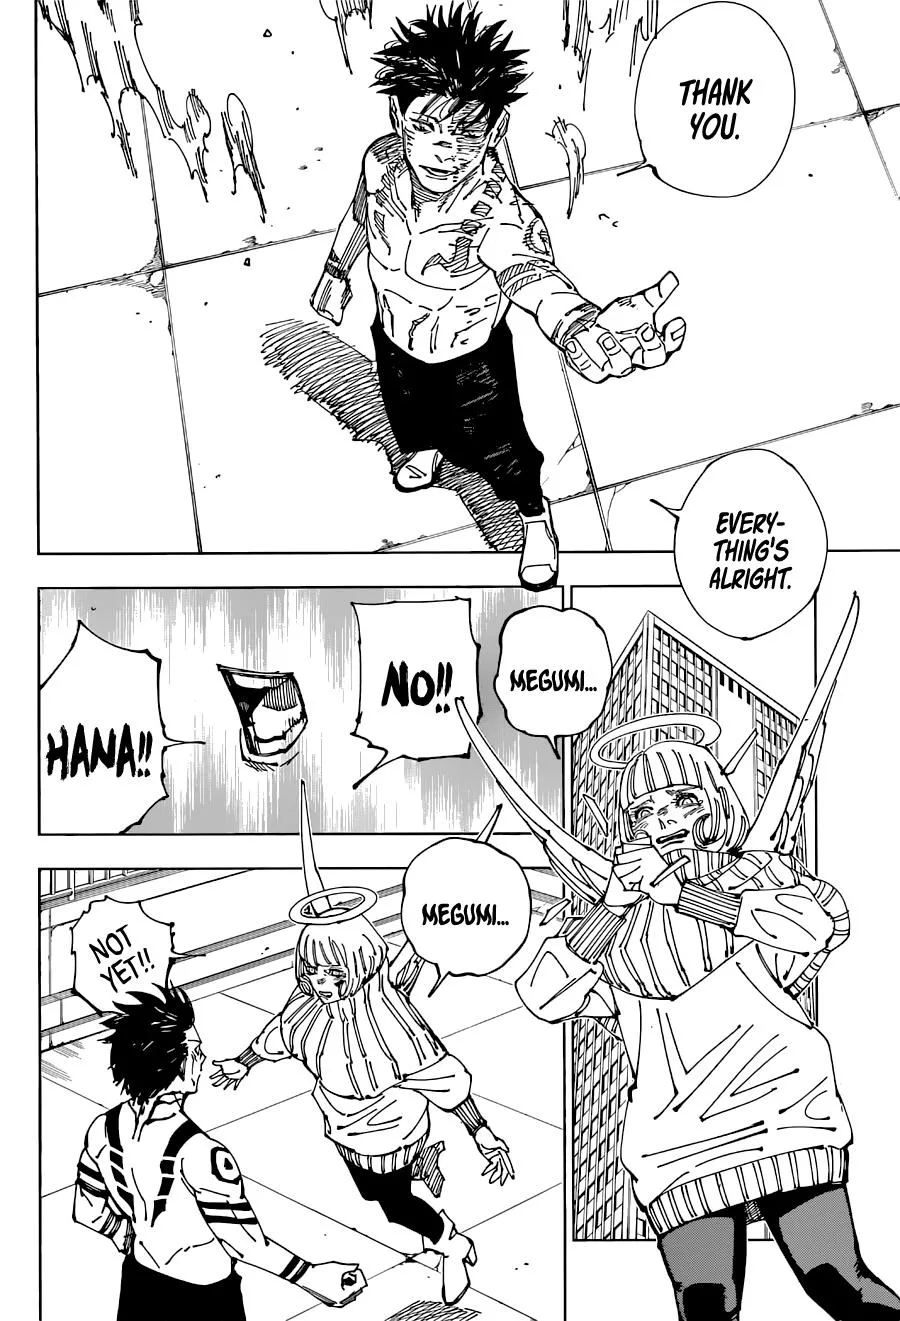 THANK
YOU.
EVERY-
THING'S
ALRIGHT.
MEGUMI...
NO!!
HANA!!
MEGUMI...
NOT
YET!!